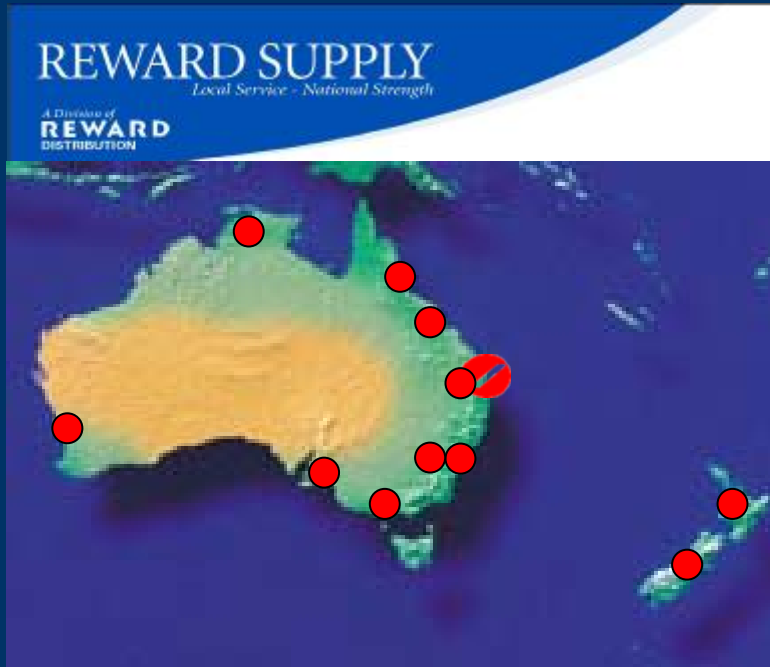 REWARD SUPPLY
Local Service - National Strength
A Division of
REWARD
DISTRIBUTION